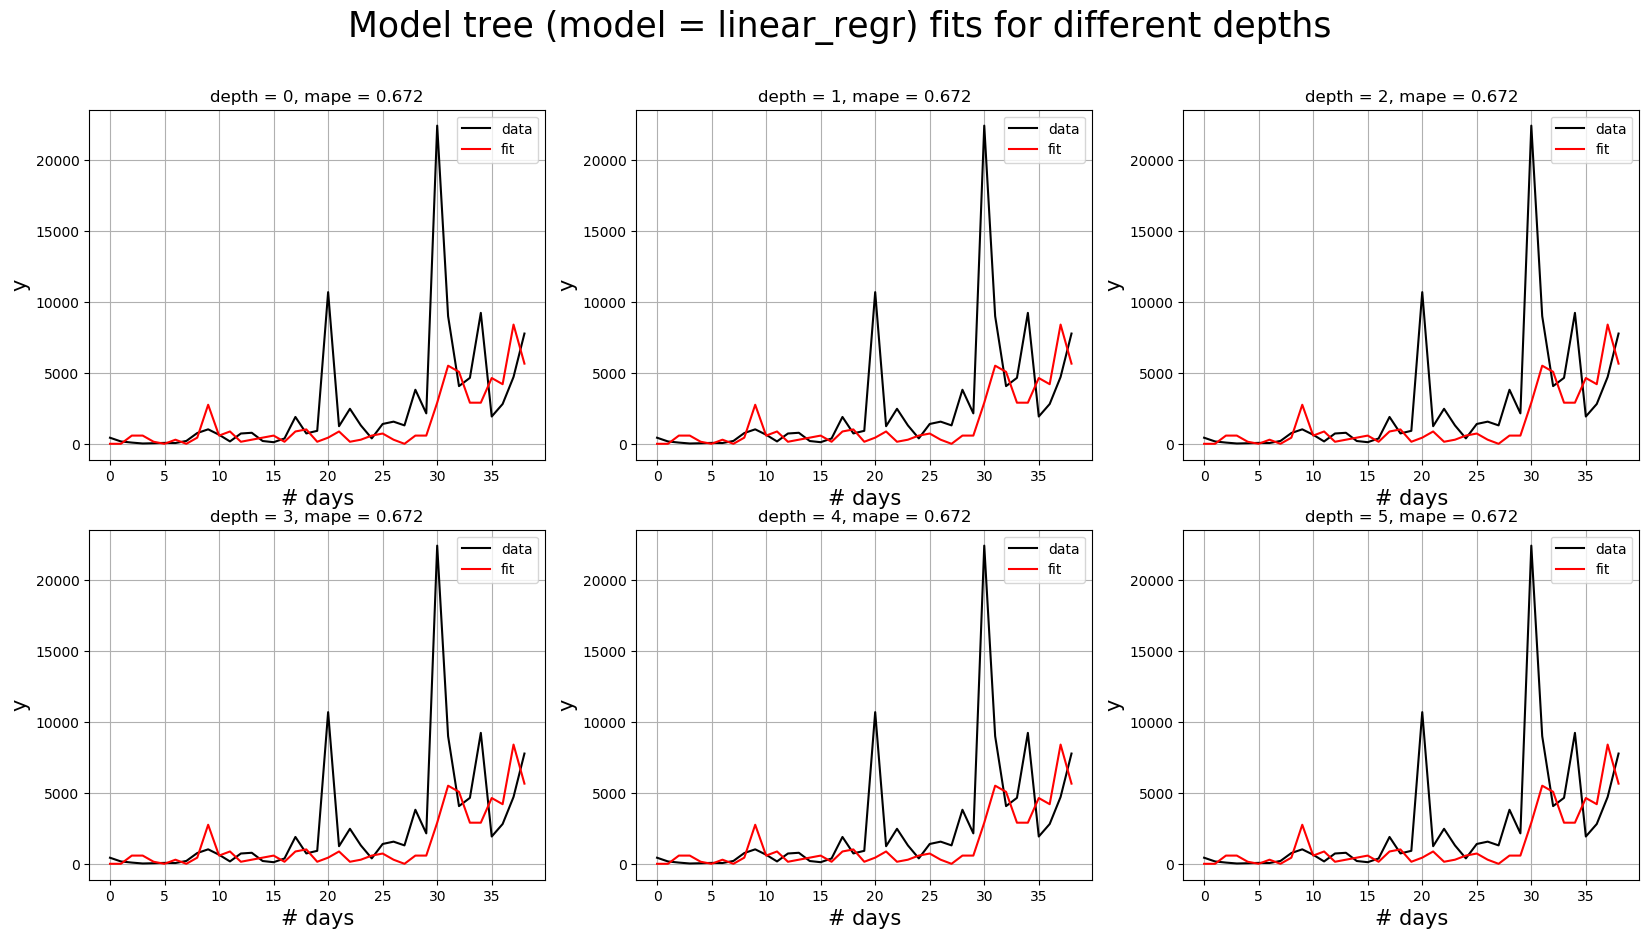 Model tree (model = linear_regr) fits for different depths
depth = 0, mape = 0.672
data
fit
20000
15000
10000
5000
0
y
0 5 10 15 20 25 30 35
# days
depth = 1, mape = 0.672
data
fit
20000
15000
10000
5000
0
y
0 5 10 15 20 25 30 35
# days
depth = 2, mape = 0.672
data
fit
20000
15000
10000
5000
0
y
0 5 10 15 20 25 30 35
# days
depth = 3, mape = 0.672
data
fit
20000
15000
10000
5000
0
y
0 5 10 15 20 25 30 35
# days
depth = 4, mape = 0.672
data
fit
20000
15000
10000
5000
0
y
0 5 10 15 20 25 30 35
# days
depth = 5, mape = 0.672
data
fit
20000
15000
10000
5000
0
y
0 5 10 15 20 25 30 35
# days